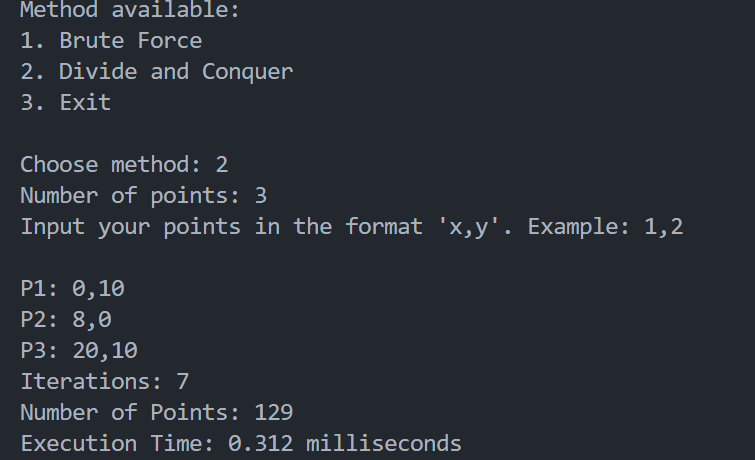 Method available:
1. Brute Force
2. Divide and Conquer
3. Exit
Choose method: 2
Number of points: 3
Input your points in the format 'x,y'. Example: 1,2
P1: 0,10
P2: 8,0
P3: 20,10
Iterations: 7
Number of Points: 129
Execution Time: 0.312 milliseconds